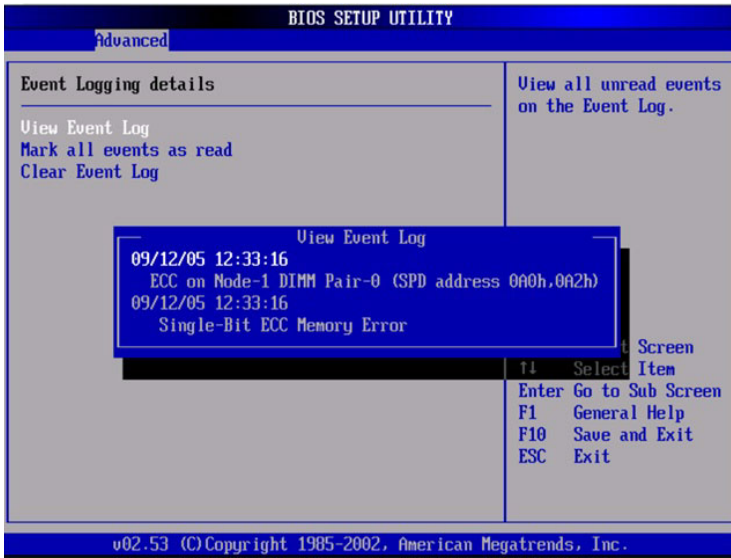 BIOS SETUP UTILITY
Advanced
Event Logging details
View Event Log
Mark all events as read
Clear Event Log
View all unread events
on the Event Log.
View Event Log
09/12/05 12:33:16
ECC on Node-1 DIMM Pair-0 (SPD address 0A0h,0A2h)
09/12/05 12:33:16
Single-Bit ECC Memory Error
t Screen
↑↓ Select Item
Enter Go to Sub Screen
F1 General Help
F10 Save and Exit
ESC Exit
v02.53 (C)Copyright 1985-2002, American Megatrends, Inc.